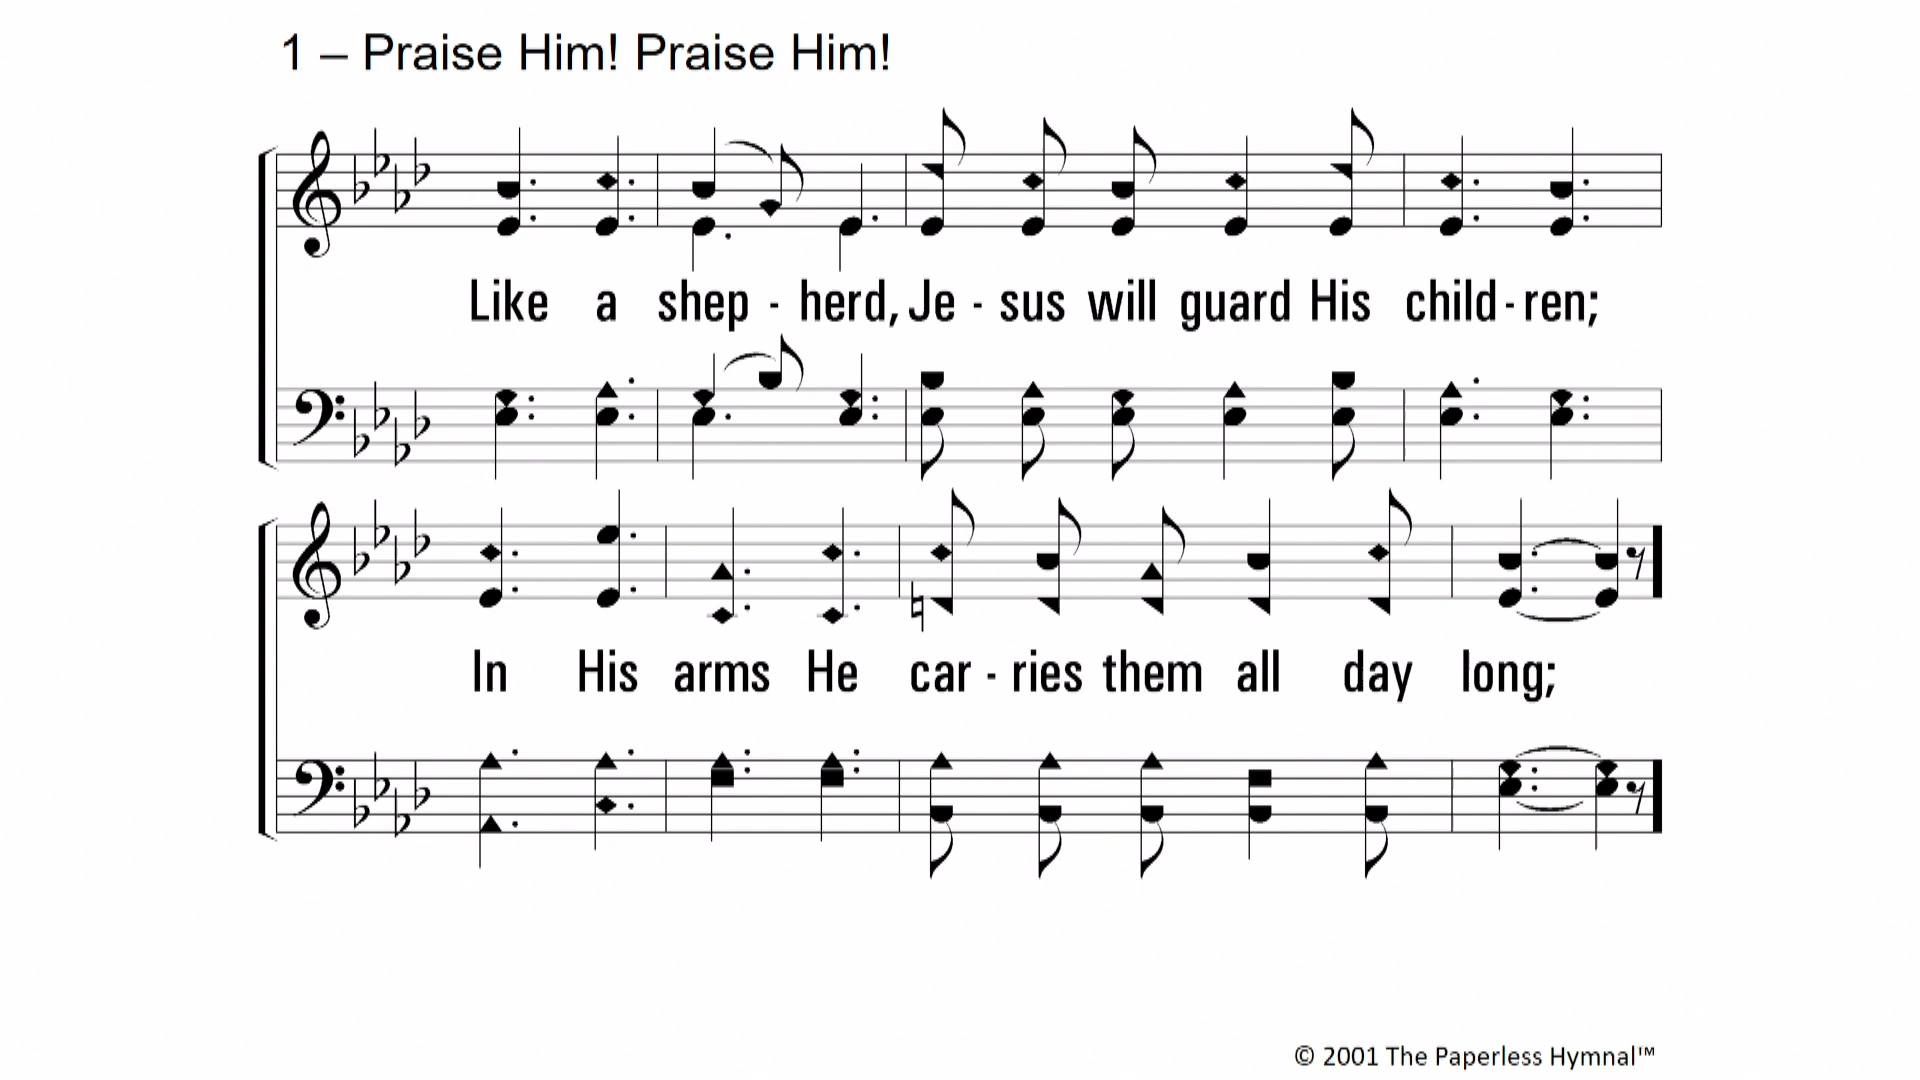 1 – Praise Him! Praise Him!
Like a shep - herd, Je - sus will guard His child - ren;
In His arms He car - ries them all day long;
© 2001 The Paperless Hymnal™